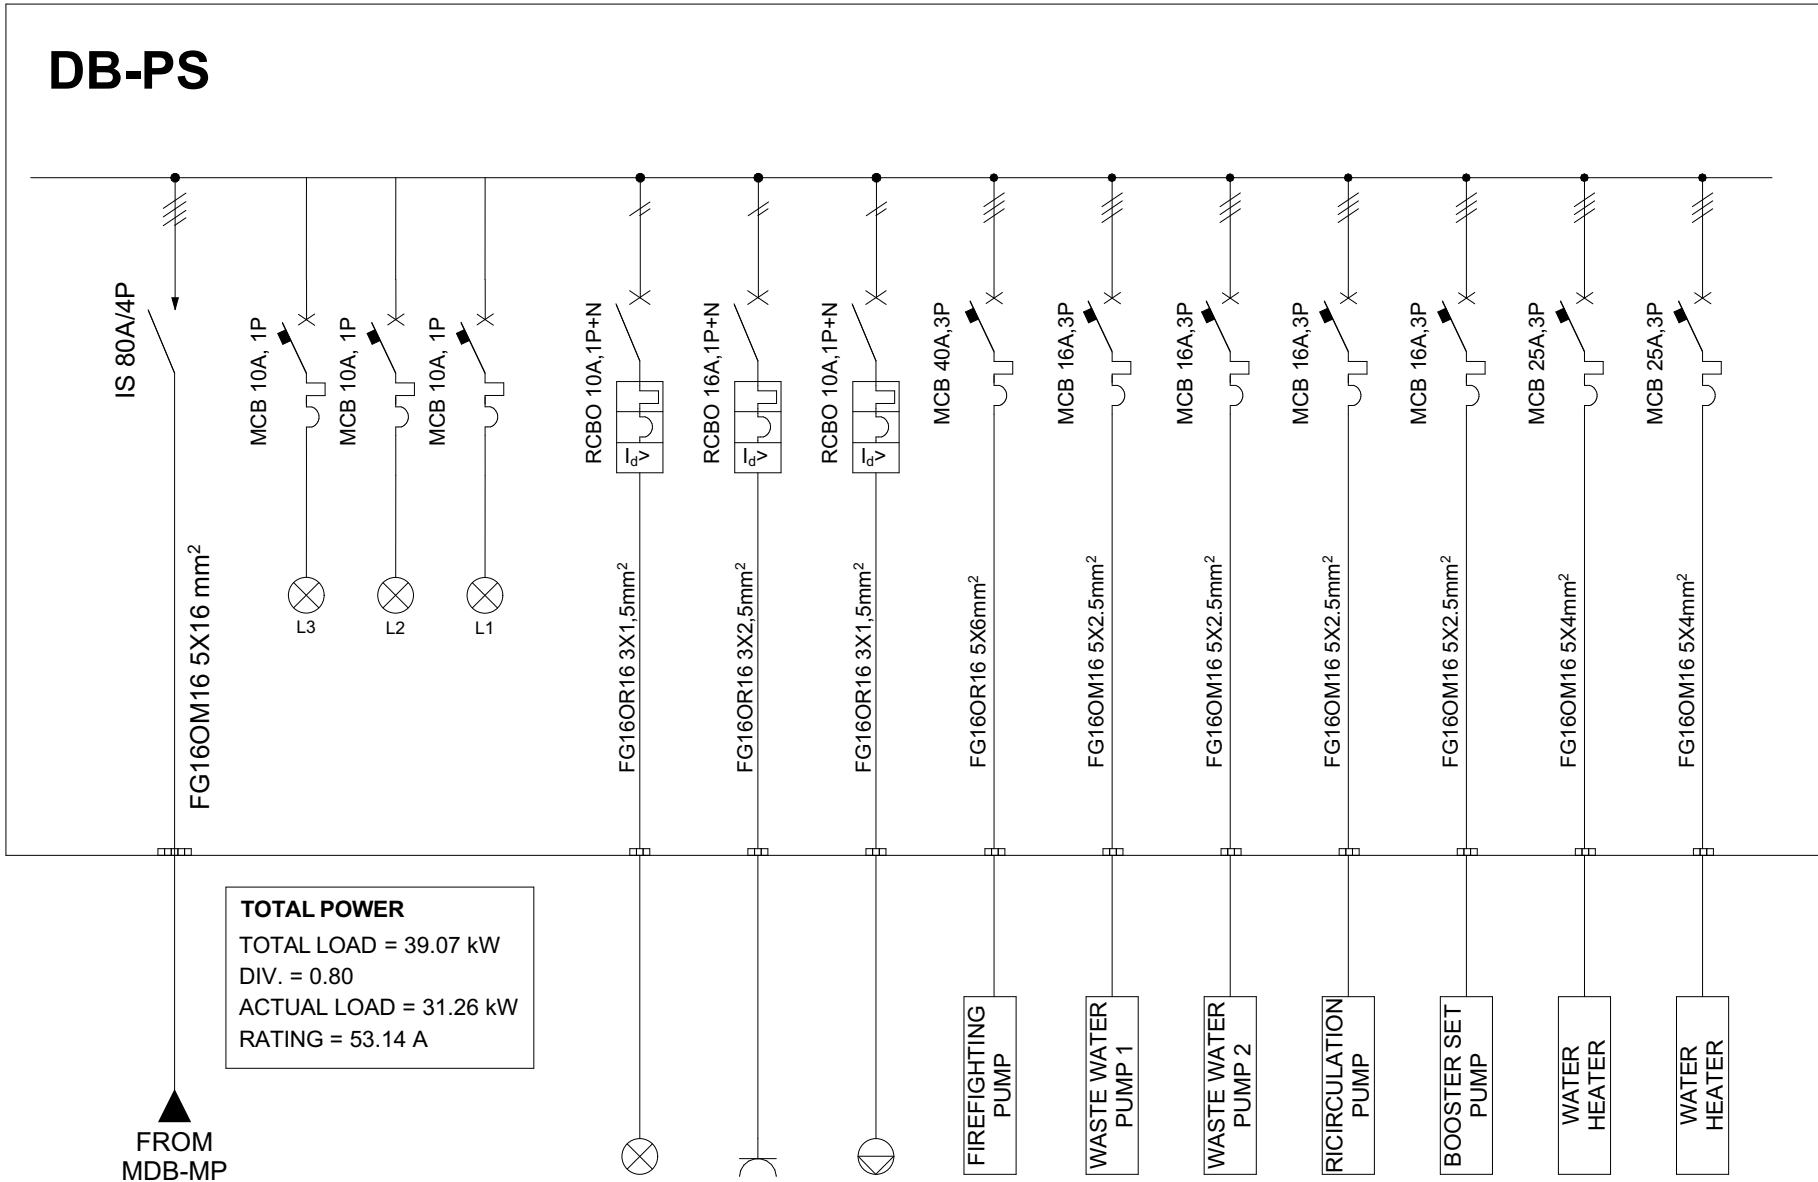 DB-PS
IS 80A/4P
MCB 10A, 1P
MCB 10A, 1P
MCB 10A, 1P
RCBO 10A,1P+N
RCBO 16A,1P+N
RCBO 10A,1P+N
MCB 40A,3P
MCB 16A,3P
MCB 16A,3P
MCB 16A,3P
MCB 16A,3P
MCB 25A,3P
MCB 25A,3P
Id>
Id>
Id>
FG16OM16 5X16 mm²
L3
L2
L1
FG16OR16 3X1,5mm²
FG16OR16 3X2,5mm²
FG16OR16 3X1,5mm²
FG16OR16 5X6mm²
FG16OM16 5X2.5mm²
FG16OM16 5X2.5mm²
FG16OM16 5X2.5mm²
FG16OM16 5X2.5mm²
FG16OM16 5X4mm²
FG16OM16 5X4mm²
TOTAL POWER
TOTAL LOAD = 39.07 kW
DIV. = 0.80
ACTUAL LOAD = 31.26 kW
RATING = 53.14 A
FROM
MDB-MP
FIREFIGHTING
PUMP
WASTE WATER
PUMP 1
WASTE WATER
PUMP 2
RICIRCULATION
PUMP
BOOSTER SET
PUMP
WATER
HEATER
WATER
HEATER